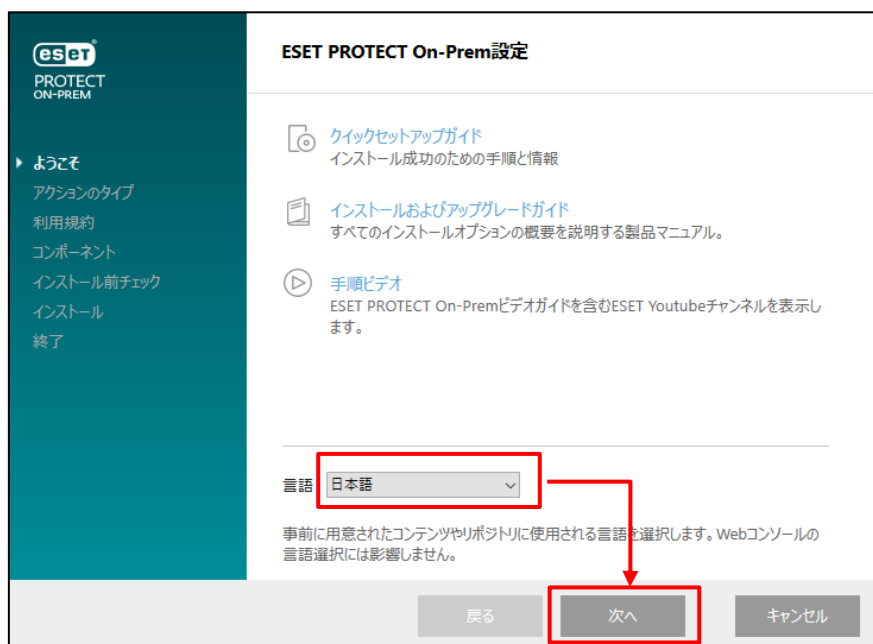 eset
PROTECT
ON-PREM
ようこそ
アクションのタイプ
利用規約
コンポーネント
インストール前チェック
インストール
終了
ESET PROTECT On-Prem設定
クイックセットアップガイド
インストール成功のための手順と情報
インストールおよびアップグレードガイド
すべてのインストールオプションの概要を説明する製品マニュアル。
手順ビデオ
ESET PROTECT On-Premビデオガイドを含むESET Youtubeチャンネルを表示し
ます。
言語 日本語
事前に用意されたコンテンツやリポジトリに使用される言語を選択します。Webコンソールの
言語選択には影響しません。
戻る 次へ キャンセル